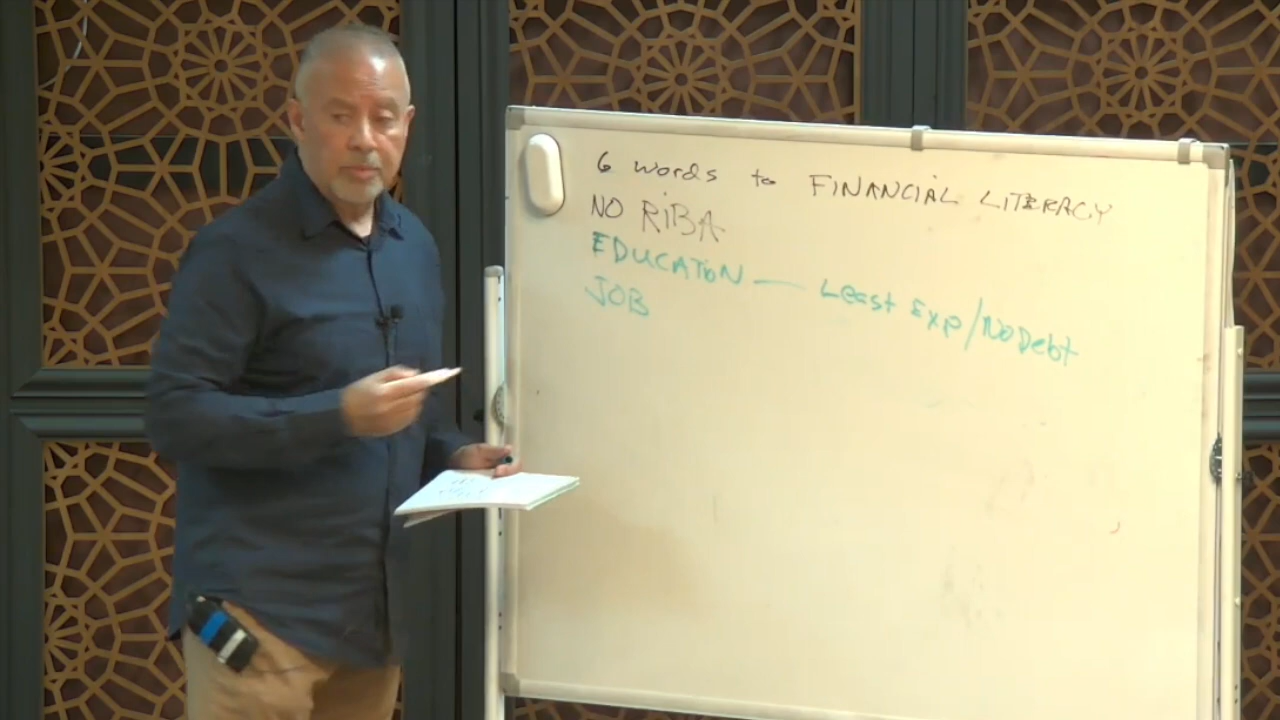 6 words to FINANCIAL LITERACY
NO RIBA
EDUCATION — Least Exp/No Debt
JOB